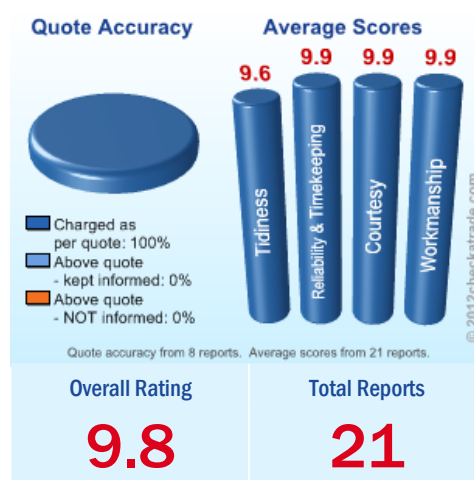 Quote Accuracy
Charged as
per quote: 100%
Above quote
- kept informed: 0%
Above quote
- NOT informed: 0%
Average Scores
9.6
9.9
9.9
9.9
Tidiness
Reliability & Timekeeping
Courtesy
Workmanship
© 2012checkatrade.com
Quote accuracy from 8 reports. Average scores from 21 reports.
Overall Rating
9.8
Total Reports
21